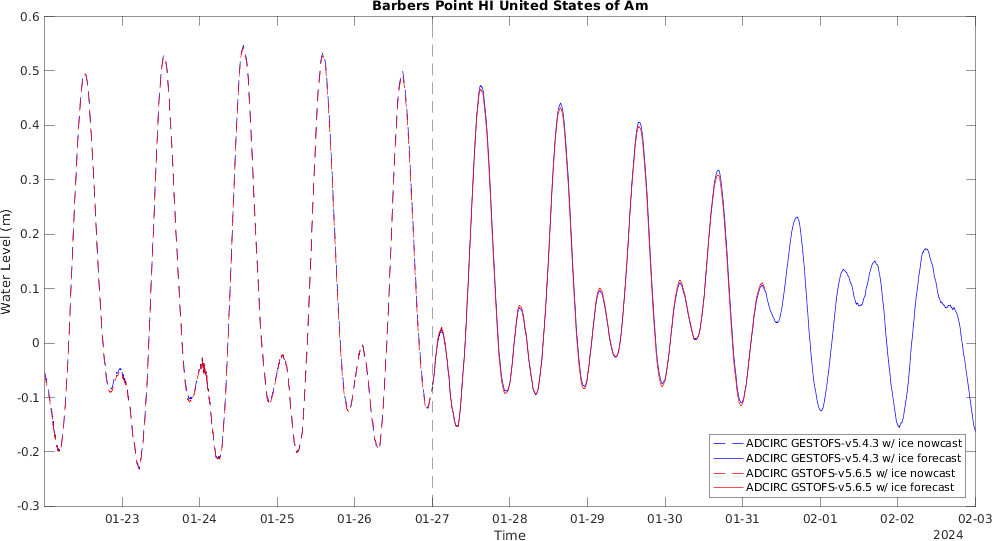 Barbers Point HI United States of Am
Water Level (m)
0.6
0.5
0.4
0.3
0.2
0.1
0
-0.1
-0.2
-0.3
ADCIRC GESTOFS-v5.4.3 w/ ice nowcast
ADCIRC GESTOFS-v5.4.3 w/ ice forecast
ADCIRC GSTOFS-v5.6.5 w/ ice nowcast
ADCIRC GSTOFS-v5.6.5 w/ ice forecast
01-23 01-24 01-25 01-26 01-27 01-28 01-29 01-30 01-31 02-01 02-02 02-03
Time
2024